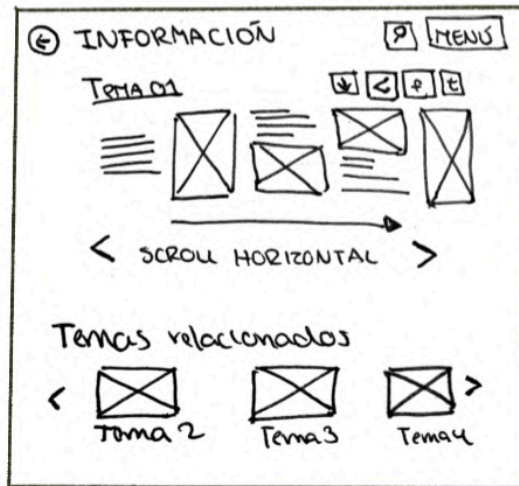 INFORMACIÓN MENÚ
TEMA 01 f t
SCROLL HORIZONTAL
Temas relacionados
Tema 2 Tema 3 Tema 4